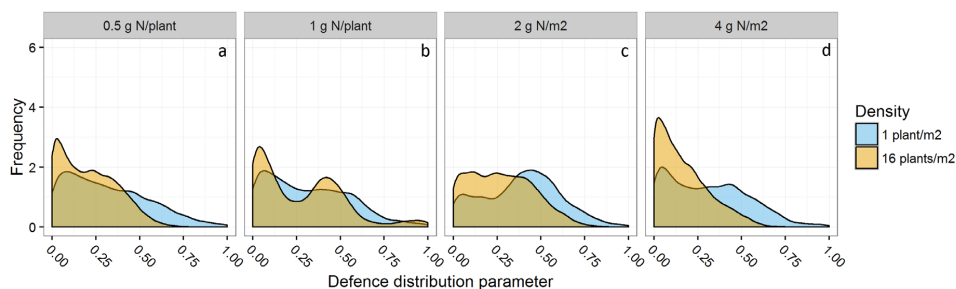 0.5 g N/plant
1 g N/plant
2 g N/m2
4 g N/m2
a
b
c
d
Frequency
6
4
2
0
0.00 0.25 0.50 0.75 1.00
0.00 0.25 0.50 0.75 1.00
0.00 0.25 0.50 0.75 1.00
0.00 0.25 0.50 0.75 1.00
Defence distribution parameter
Density
1 plant/m2
16 plants/m2